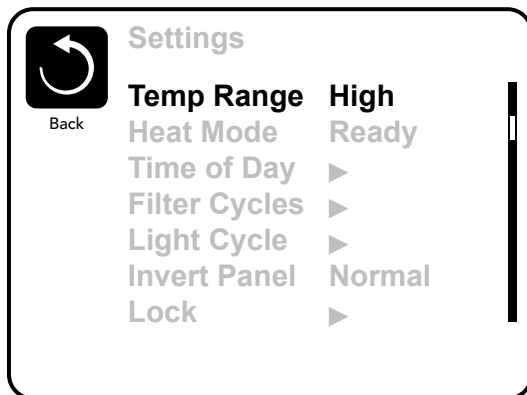 Settings
Back
Temp Range High
Heat Mode Ready
Time of Day ▶
Filter Cycles ▶
Light Cycle ▶
Invert Panel Normal
Lock ▶